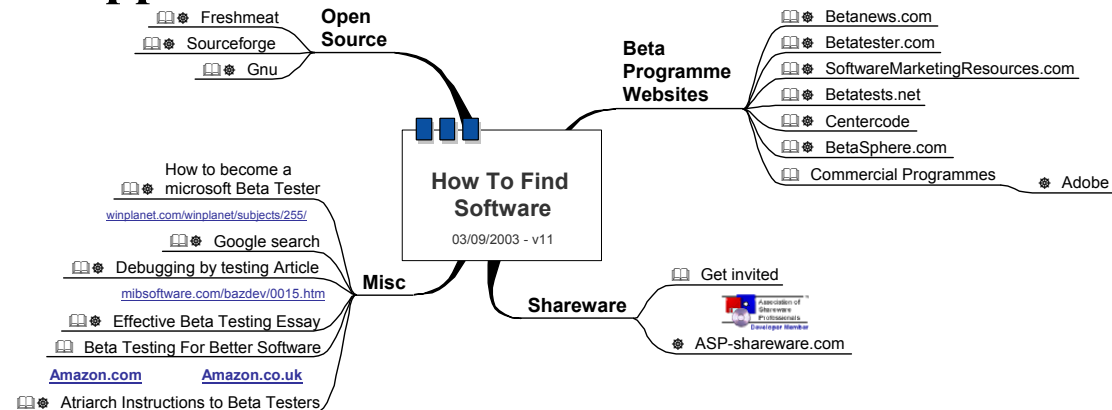 Freshmeat
Sourceforge
Gnu
Open
Source
Beta
Programme
Websites
Betanews.com
Betatester.com
SoftwareMarketingResources.com
Betatests.net
Centercode
BetaSphere.com
Commercial Programmes
Adobe
How To Find
Software
03/09/2003 - v11
How to become a
microsoft Beta Tester
winplanet.com/winplanet/subjects/255/
Google search
Debugging by testing Article
mibsoftware.com/bazdev/0015.htm
Effective Beta Testing Essay
Beta Testing For Better Software
Amazon.com Amazon.co.uk
Atriarch Instructions to Beta Testers
Misc
Shareware
Get invited
Association of
Shareware
Professionals
Developer Member
ASP-shareware.com